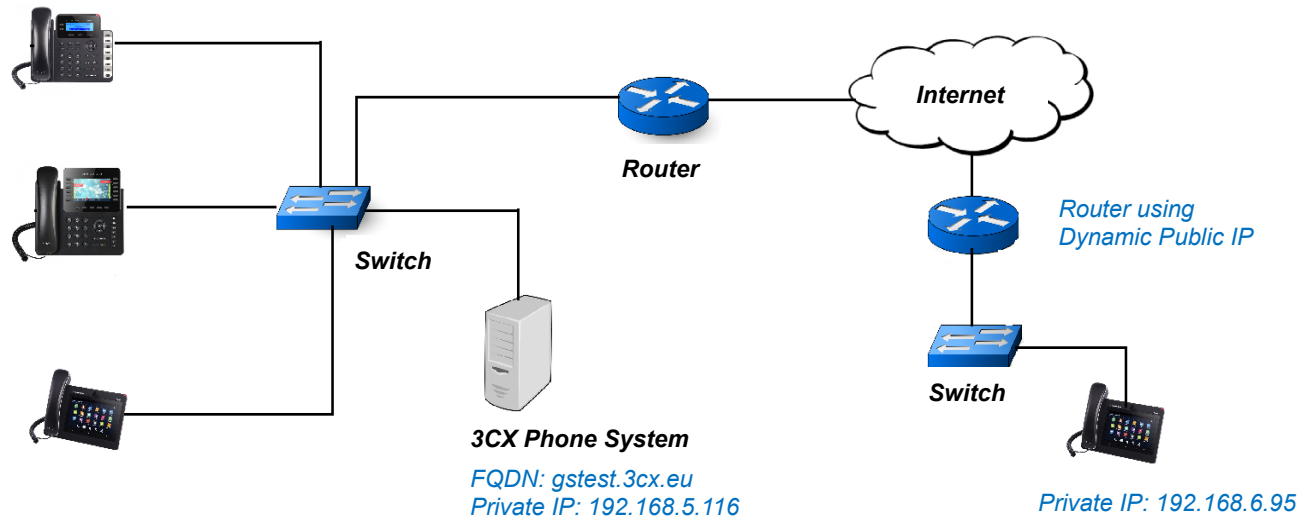 Internet
Router
Router using
Dynamic Public IP
Switch
Switch
3CX Phone System
FQDN: gstest.3cx.eu
Private IP: 192.168.5.116
Private IP: 192.168.6.95